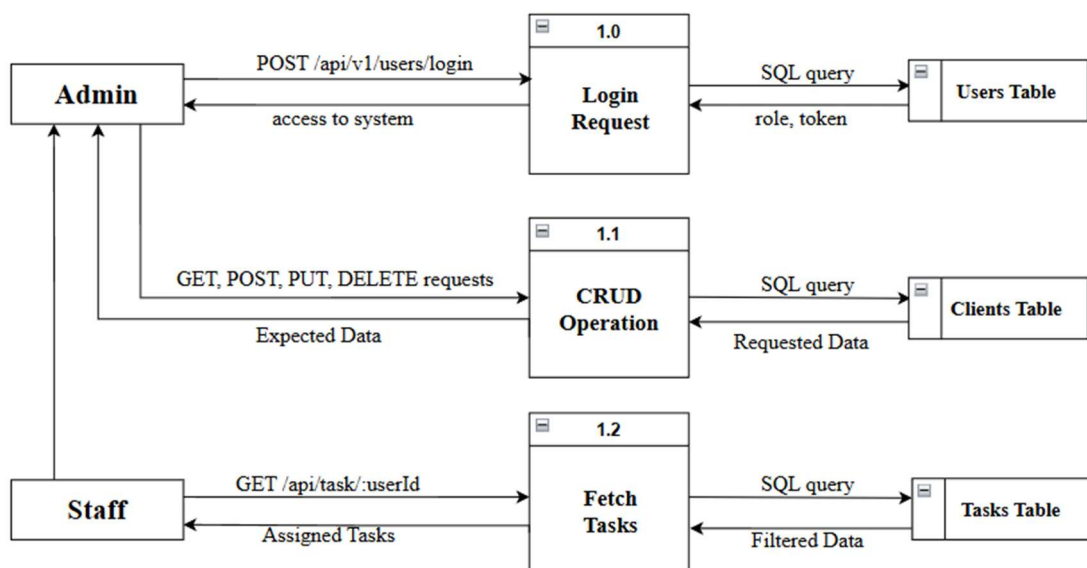 1.0
POST /api/v1/users/login
Admin
access to system
Login
Request
SQL query
role, token
Users Table
1.1
GET, POST, PUT, DELETE requests
Expected Data
CRUD
Operation
SQL query
Requested Data
Clients Table
1.2
Staff
GET /api/task/:userId
Assigned Tasks
Fetch
Tasks
SQL query
Filtered Data
Tasks Table